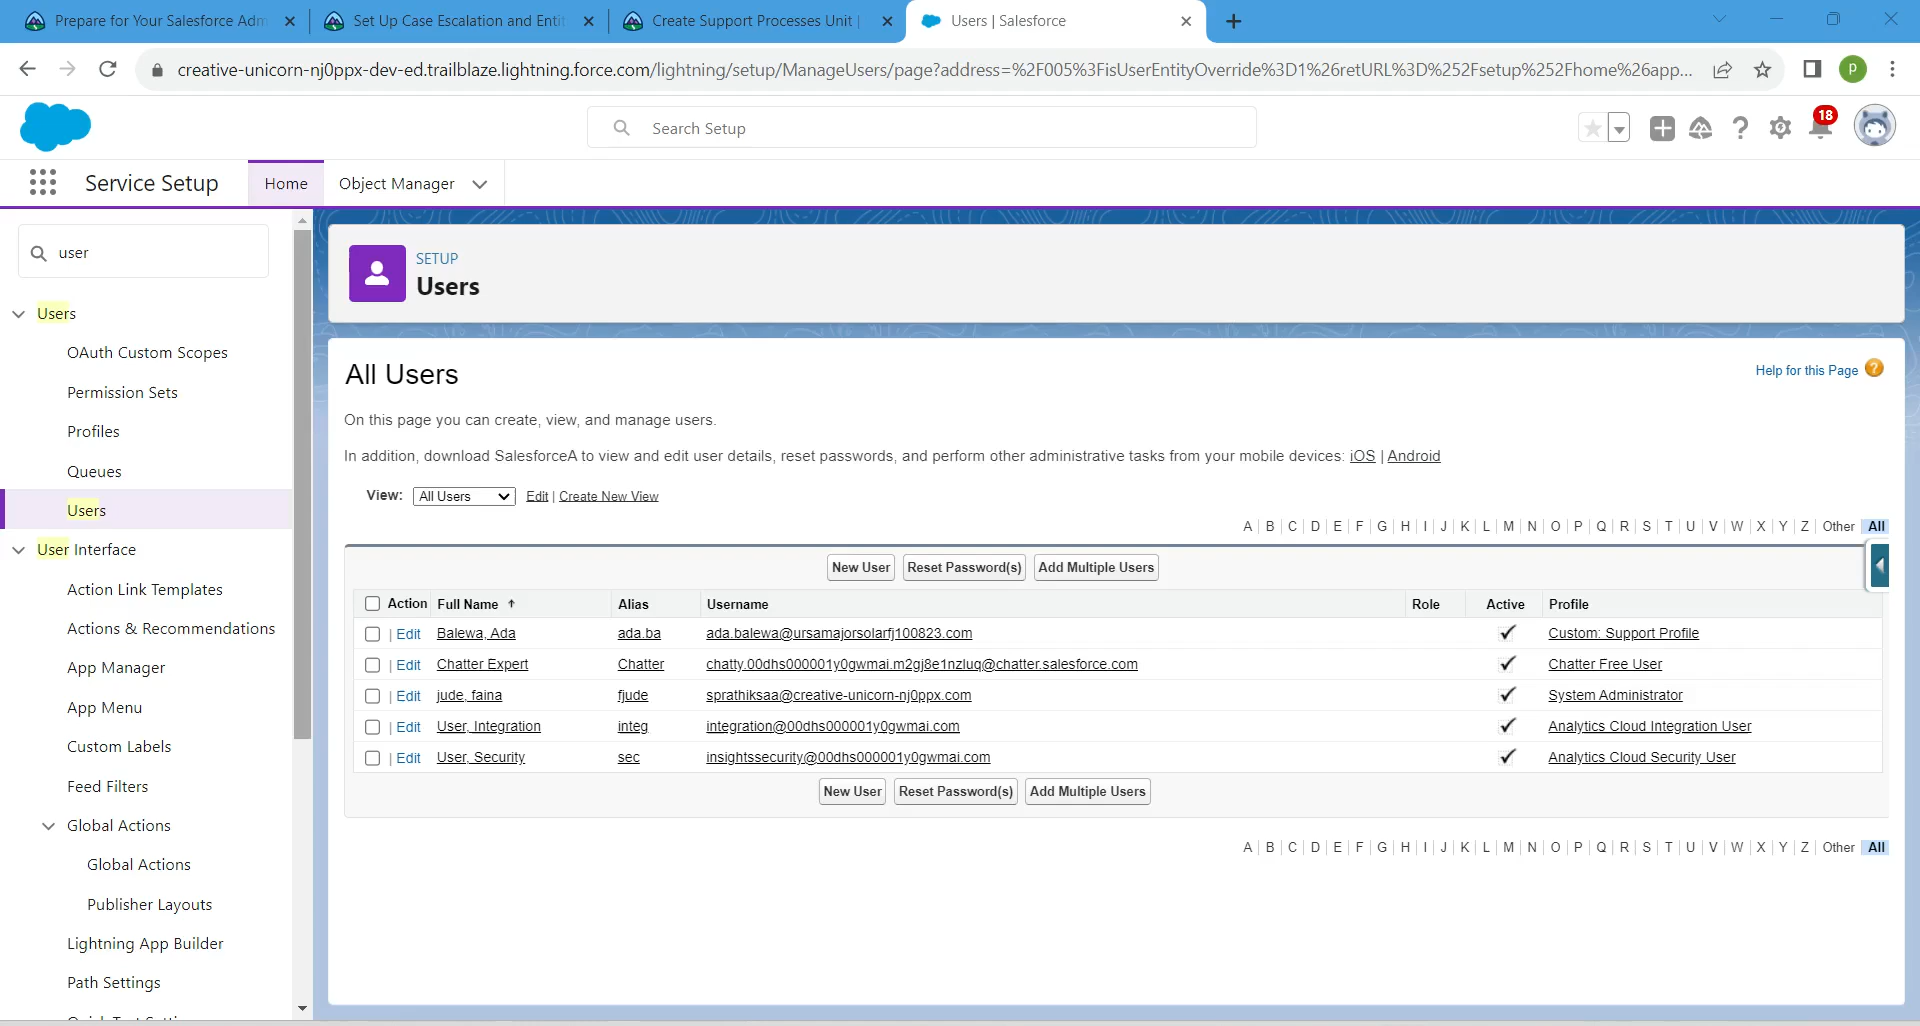 Prepare for Your Salesforce Adm
Set Up Case Escalation and Entit
Create Support Processes Unit |
Users | Salesforce
creative-unicorn-nj0ppx-dev-ed.trailblaze.lightning.force.com/lightning/setup/ManageUsers/page?address=%2F005%3FisUserEntityOverride%3D1%26retURL%3D%252Fsetup%252Fhome%26app...
P
Search Setup
18
Service Setup
Home
Object Manager
user
Users
OAuth Custom Scopes
Permission Sets
Profiles
Queues
Users
User Interface
Action Link Templates
Actions & Recommendations
App Manager
App Menu
Custom Labels
Feed Filters
Global Actions
Global Actions
Publisher Layouts
Lightning App Builder
Path Settings
SETUP
Users
All Users
Help for this Page ?
On this page you can create, view, and manage users.
In addition, download SalesforceA to view and edit user details, reset passwords, and perform other administrative tasks from your mobile devices: iOS | Android
View: All Users Edit | Create New View
A | B | C | D | E | F | G | H | I | J | K | L | M | N | O | P | Q | R | S | T | U | V | W | X | Y | Z | Other All
New User Reset Password(s) Add Multiple Users
Action Full Name ↑ Alias Username Role Active Profile
| Edit Balewa, Ada ada.ba ada.balewa@ursamajorsolarfj100823.com ✓ Custom: Support Profile
| Edit Chatter Expert Chatter chatty.00dhs000001y0gwmai.m2gj8e1nzluq@chatter.salesforce.com ✓ Chatter Free User
| Edit jude, faina fjude sprathiksaa@creative-unicorn-nj0ppx.com ✓ System Administrator
| Edit User, Integration integ integration@00dhs000001y0gwmai.com ✓ Analytics Cloud Integration User
| Edit User, Security sec insightssecurity@00dhs000001y0gwmai.com ✓ Analytics Cloud Security User
New User Reset Password(s) Add Multiple Users
A | B | C | D | E | F | G | H | I | J | K | L | M | N | O | P | Q | R | S | T | U | V | W | X | Y | Z | Other All